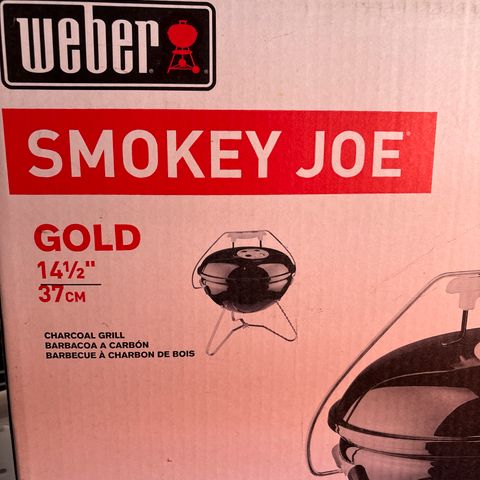 weber®
SMOKEY JOE®
GOLD
14½"
37CM
CHARCOAL GRILL
BARBACOA A CARBÓN
BARBECUE À CHARBON DE BOIS